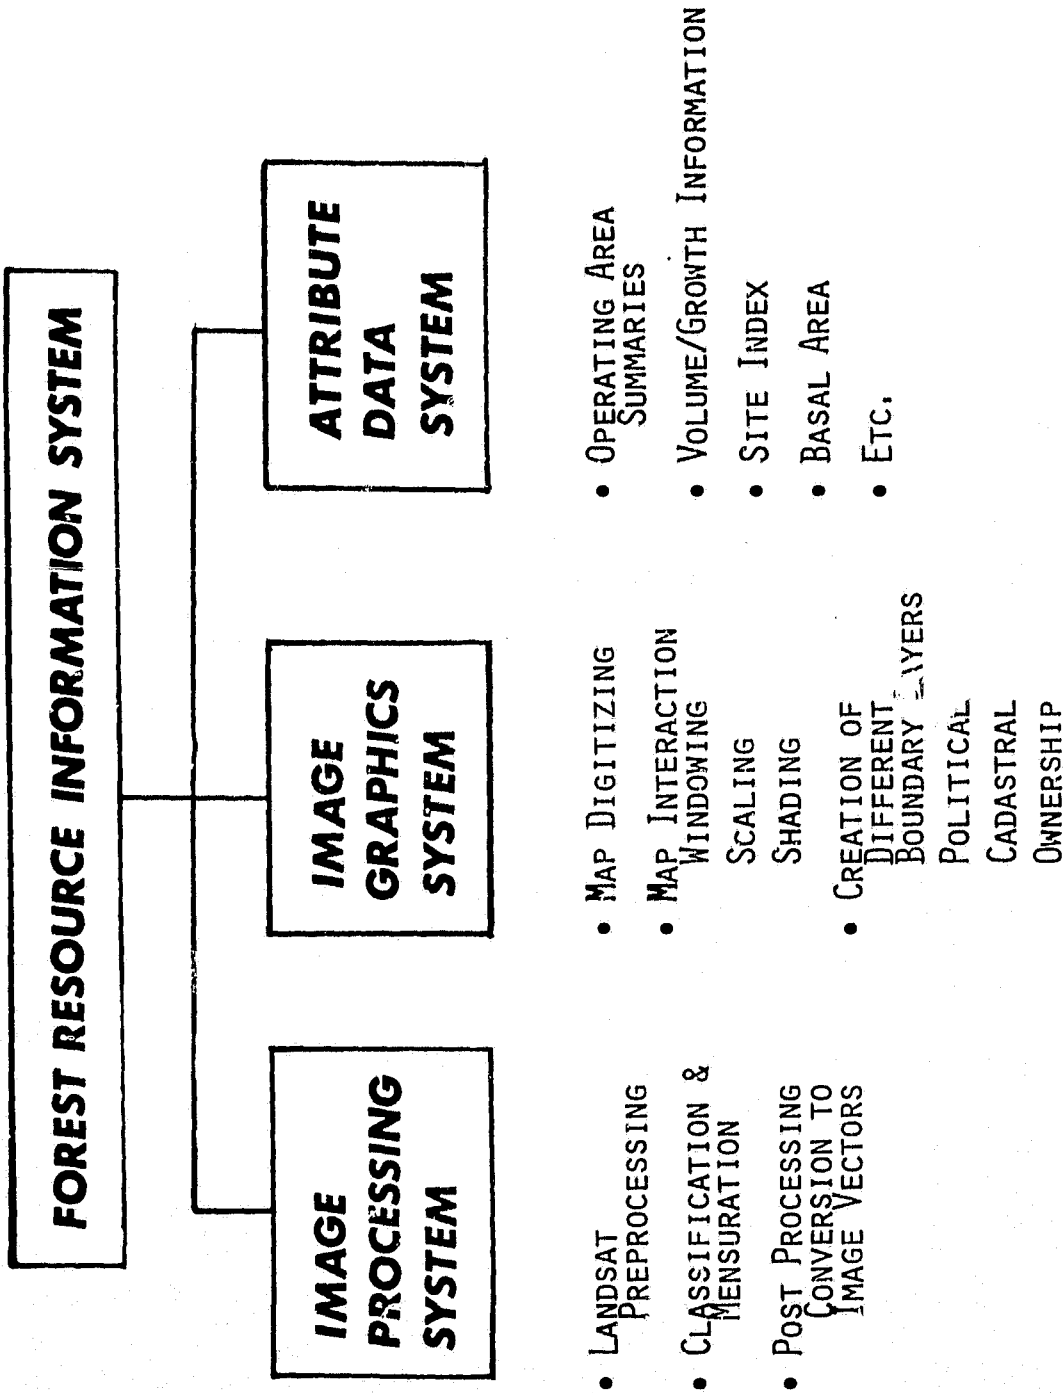 FOREST RESOURCE INFORMATION SYSTEM
IMAGE
PROCESSING
SYSTEM
• LANDSAT
PREPROCESSING
• CLASSIFICATION &
MENSURATION
• POST PROCESSING
CONVERSION TO
IMAGE VECTORS
IMAGE
GRAPHICS
SYSTEM
• MAP DIGITIZING
• MAP INTERACTION
WINDOWING
SCALING
SHADING
• CREATION OF
DIFFERENT
BOUNDARY LAYERS
POLITICAL
CADASTRAL
OWNERSHIP
ATTRIBUTE
DATA
SYSTEM
• OPERATING AREA
SUMMARIES
• VOLUME/GROWTH INFORMATION
• SITE INDEX
• BASAL AREA
• ETC.